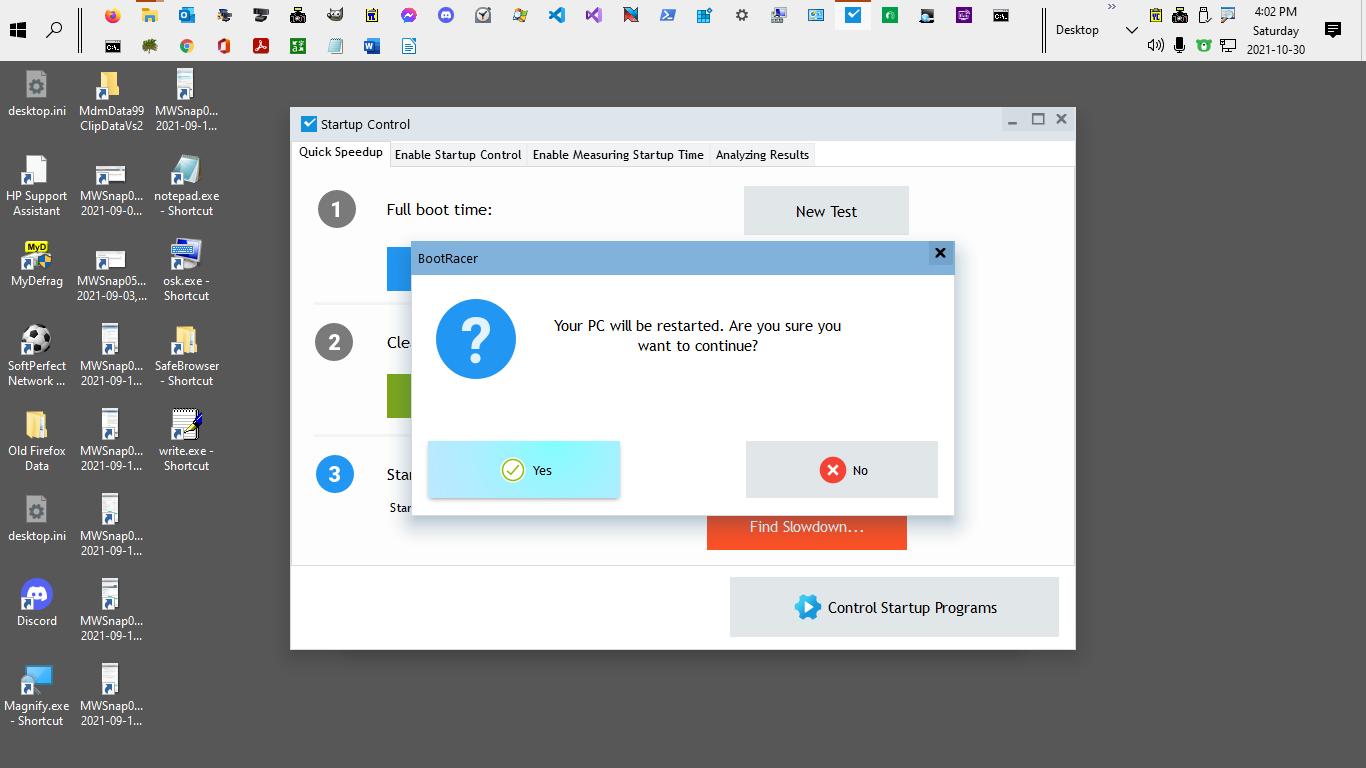 Desktop
4:02 PM
Saturday
2021-10-30
desktop.ini
MdmData99
ClipDataVs2
MWSnap0...
2021-09-1...
HP Support
Assistant
MWSnap0...
2021-09-0...
notepad.exe
- Shortcut
MyD
MyDefrag
MWSnap05...
2021-09-03,...
osk.exe -
Shortcut
SoftPerfect
Network ...
MWSnap0...
2021-09-1...
SafeBrowser
- Shortcut
Old Firefox
Data
MWSnap0...
2021-09-1...
write.exe -
Shortcut
desktop.ini
MWSnap0...
2021-09-1...
Discord
MWSnap0...
2021-09-1...
Magnify.exe
- Shortcut
MWSnap0...
2021-09-1...
Startup Control
Quick Speedup
Enable Startup Control
Enable Measuring Startup Time
Analyzing Results
1
Full boot time:
New Test
2
Cle
3
Star
Star
BootRacer
?
Your PC will be restarted. Are you sure you
want to continue?
Yes
No
Find Slowdown...
Control Startup Programs